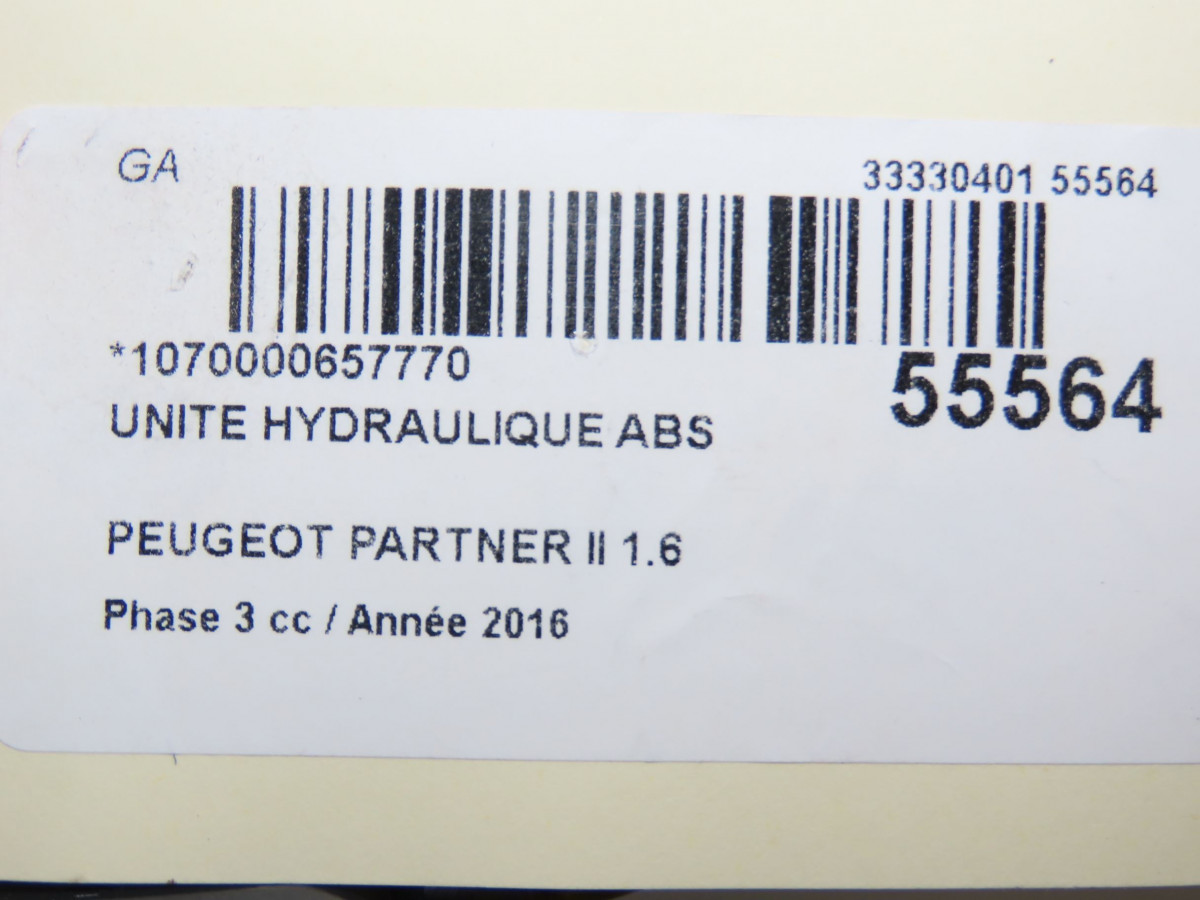 GA
33330401 55564
*1070000657770
55564
UNITE HYDRAULIQUE ABS
PEUGEOT PARTNER II 1.6
Phase 3 cc / Année 2016